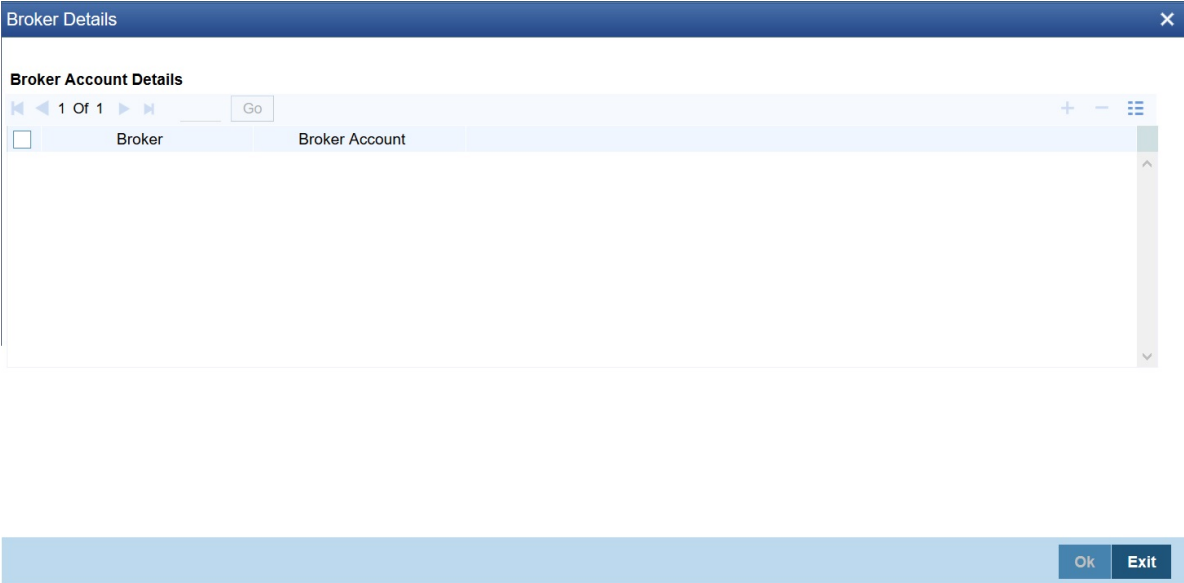 Broker Details
Broker Account Details
1 Of 1 Go
Broker Broker Account
Ok Exit